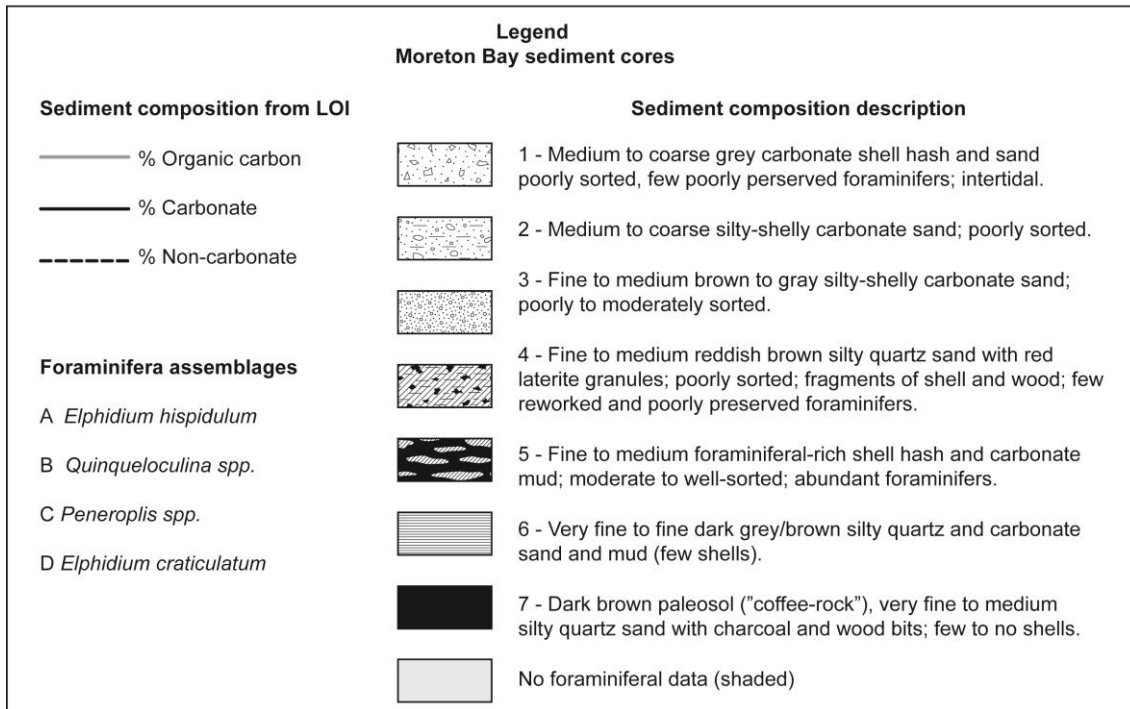 Legend
Moreton Bay sediment cores
Sediment composition from LOI
% Organic carbon
% Carbonate
% Non-carbonate
Foraminifera assemblages
A Elphidium hispidulum
B Quinqueloculina spp.
C Peneroplis spp.
D Elphidium craticulatum
Sediment composition description
1 - Medium to coarse grey carbonate shell hash and sand
poorly sorted, few poorly perserved foraminifers; intertidal.
2 - Medium to coarse silty-shelly carbonate sand; poorly sorted.
3 - Fine to medium brown to gray silty-shelly carbonate sand;
poorly to moderately sorted.
4 - Fine to medium reddish brown silty quartz sand with red
laterite granules; poorly sorted; fragments of shell and wood; few
reworked and poorly preserved foraminifers.
5 - Fine to medium foraminiferal-rich shell hash and carbonate
mud; moderate to well-sorted; abundant foraminifers.
6 - Very fine to fine dark grey/brown silty quartz and carbonate
sand and mud (few shells).
7 - Dark brown paleosol ("coffee-rock"), very fine to medium
silty quartz sand with charcoal and wood bits; few to no shells.
No foraminiferal data (shaded)